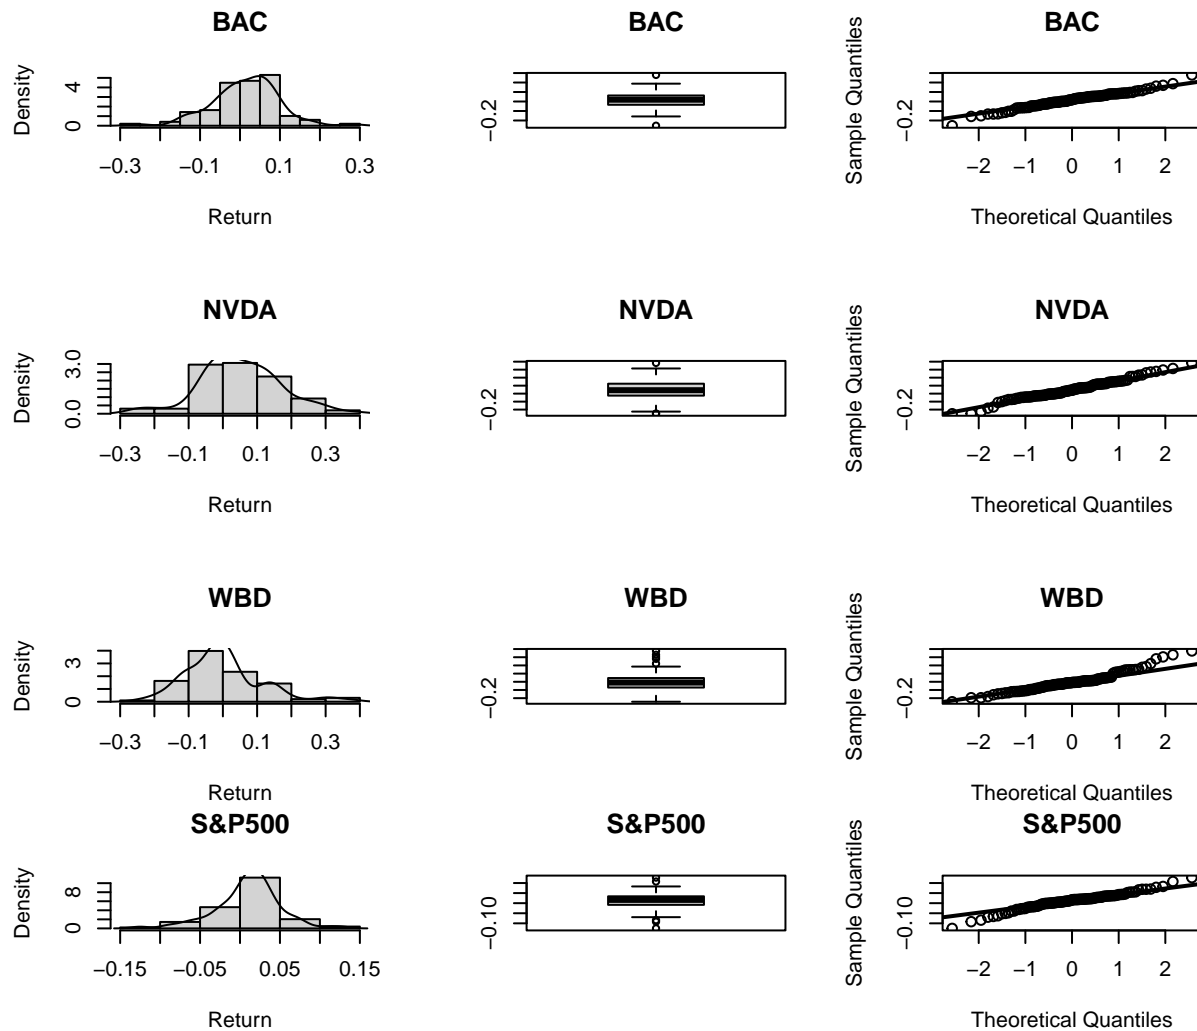 BAC
BAC
BAC
Density
0
4
−0.3
−0.1
0.1
0.3
Return
−0.2
Sample Quantiles
−0.2
−2
−1
0
1
2
Theoretical Quantiles
NVDA
NVDA
NVDA
Density
0.0
3.0
−0.3
−0.1
0.1
0.3
Return
−0.2
Sample Quantiles
−0.2
−2
−1
0
1
2
Theoretical Quantiles
WBD
WBD
WBD
Density
0
3
−0.3
−0.1
0.1
0.3
Return
−0.2
Sample Quantiles
−0.2
−2
−1
0
1
2
Theoretical Quantiles
S&P500
S&P500
S&P500
Density
0
8
−0.15
−0.05
0.05
0.15
Return
−0.10
Sample Quantiles
−0.10
−2
−1
0
1
2
Theoretical Quantiles